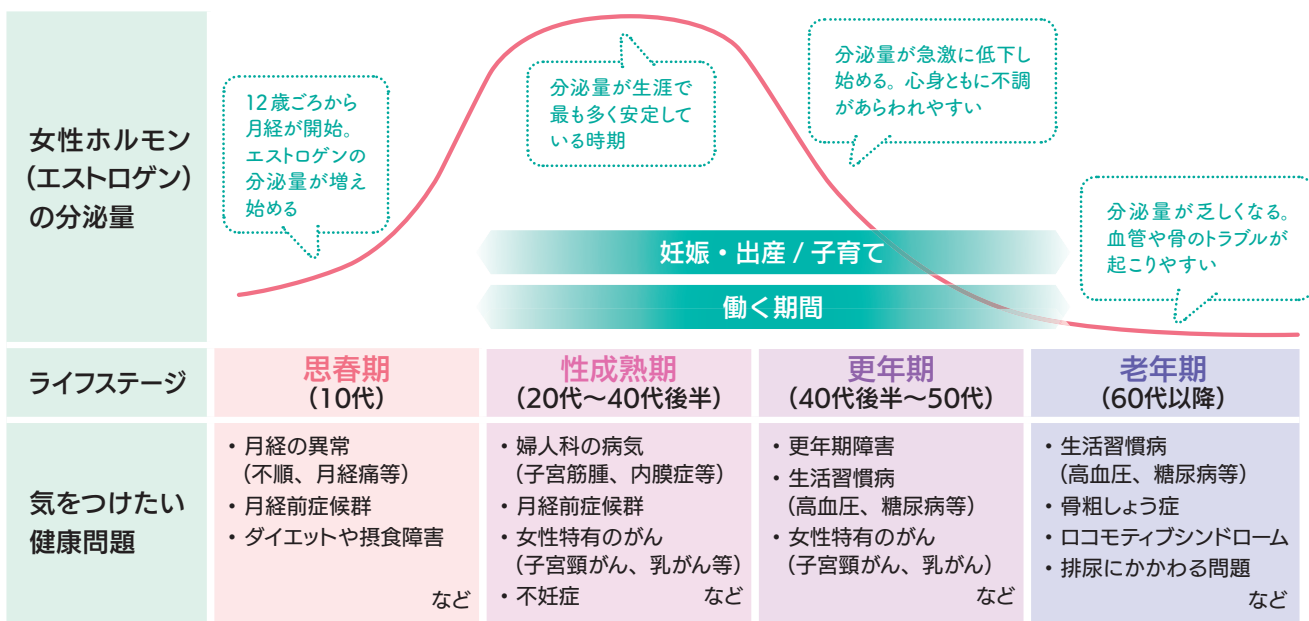 女性ホルモン
(エストロゲン)
の分泌量
12歳ごろから
月経が開始。
エストロゲンの
分泌量が増え
始める
分泌量が生涯で
最も多く安定して
いる時期
分泌量が急激に低下し
始める。心身ともに不調
があらわれやすい
分泌量が乏しくなる。
血管や骨のトラブルが
起こりやすい
妊娠・出産 / 子育て
働く期間
ライフステージ
思春期
(10代)
性成熟期
(20代〜40代後半)
更年期
(40代後半〜50代)
老年期
(60代以降)
気をつけたい
健康問題
・月経の異常
(不順、月経痛等)
・月経前症候群
・ダイエットや摂食障害
など
・婦人科の病気
(子宮筋腫、内膜症等)
・月経前症候群
・女性特有のがん
(子宮頸がん、乳がん等)
・不妊症 など
・更年期障害
・生活習慣病
(高血圧、糖尿病等)
・女性特有のがん
(子宮頸がん、乳がん)
など
・生活習慣病
(高血圧、糖尿病等)
・骨粗しょう症
・ロコモティブシンドローム
・排尿にかかわる問題
など